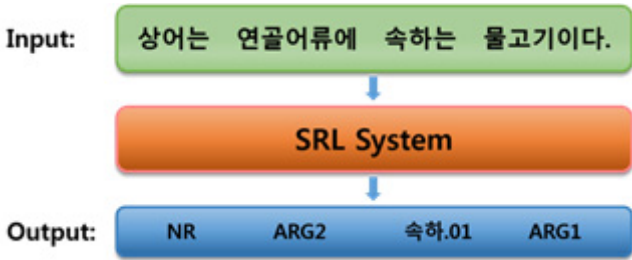 Input: 상어는 연골어류에 속하는 물고기이다.
SRL System
Output: NR ARG2 속하.01 ARG1